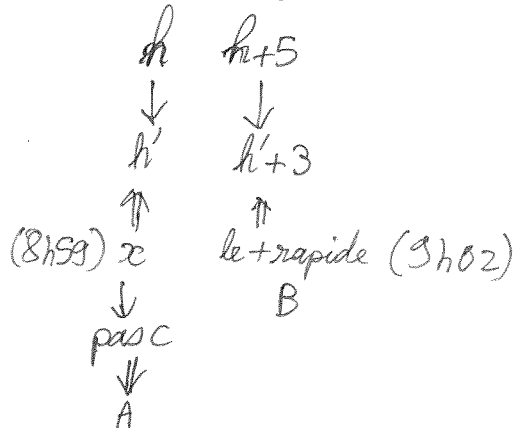 h h+5
↓ ↓
h' h'+3
⇑ ⇑
(8h59) x le + rapide (9h02)
↓ B
pas C
⇓
A